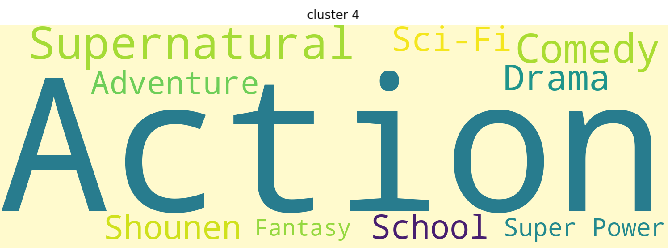 cluster 4
Supernatural Sci-Fi Comedy
Adventure Drama
Action
Shounen Fantasy School Super Power